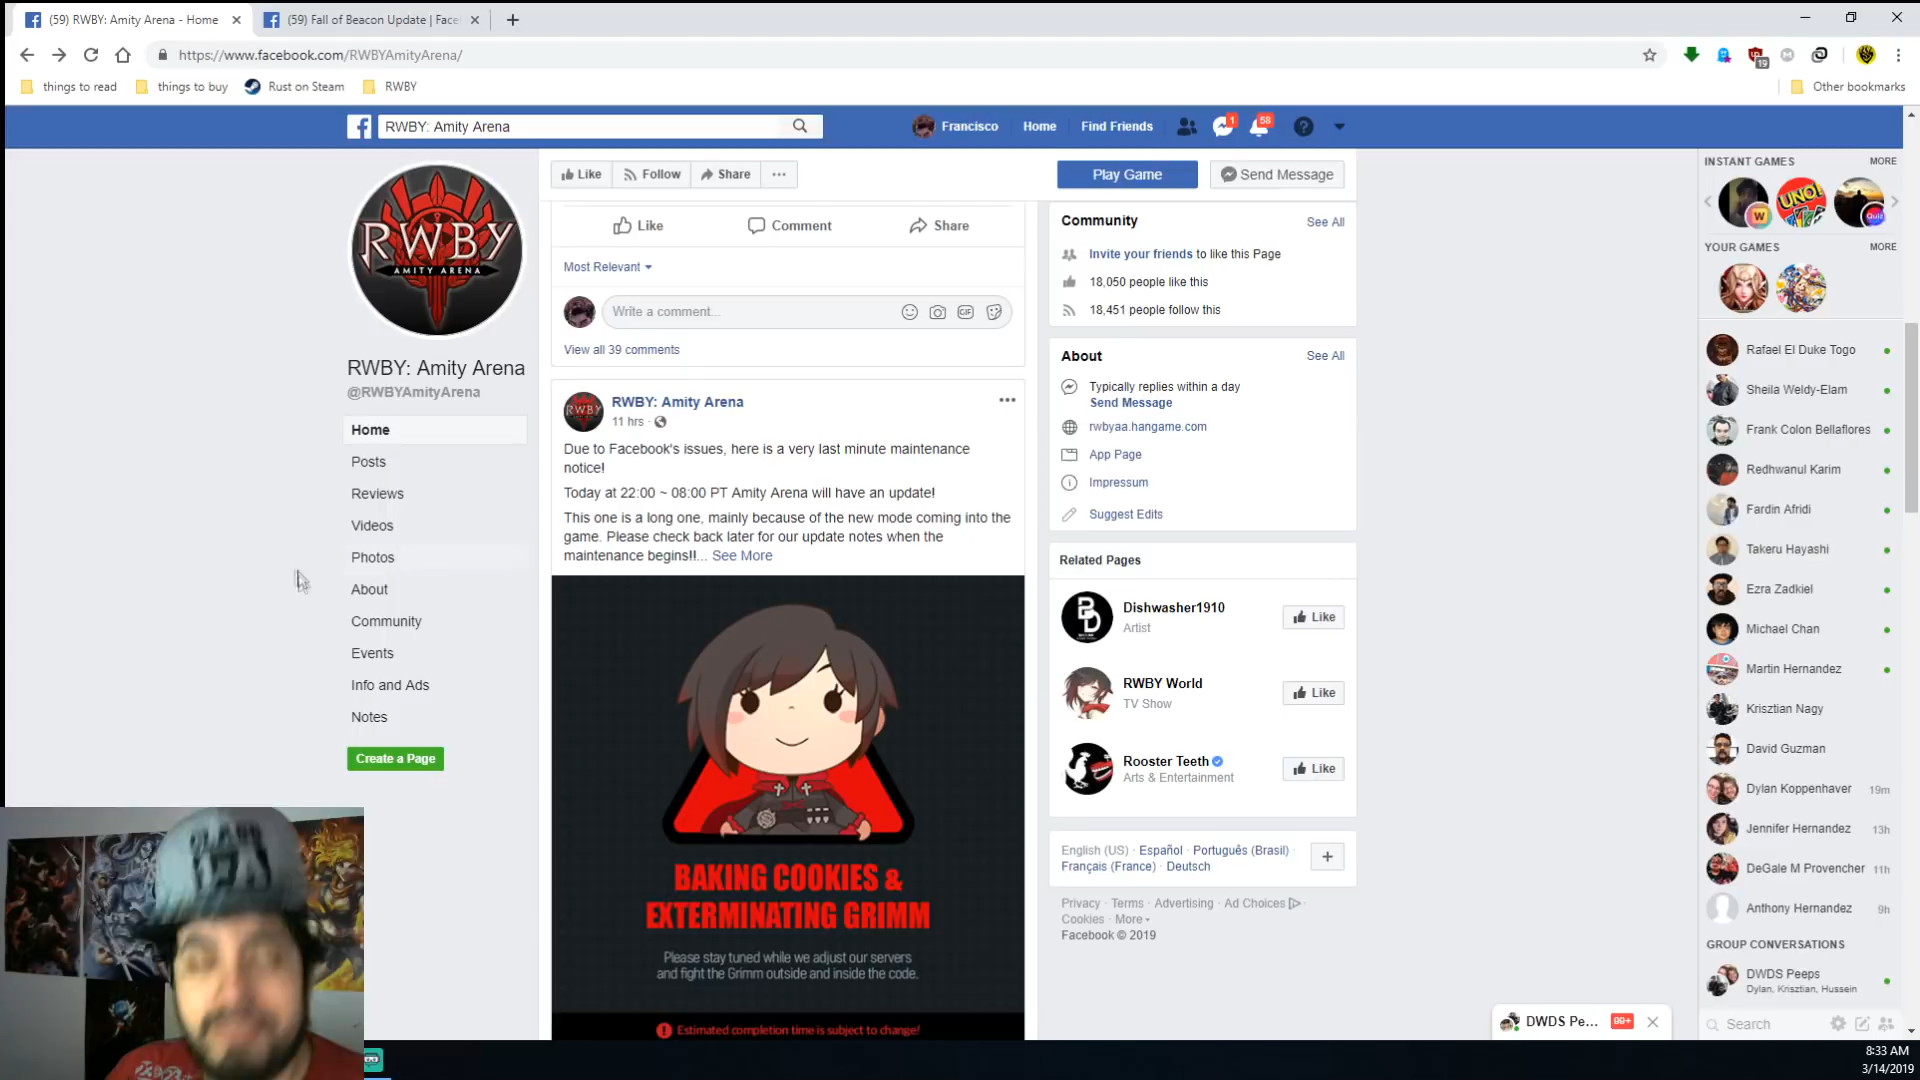 (59) RWBY: Amity Arena - Home
(59) Fall of Beacon Update | Face
https://www.facebook.com/RWBYAmityArena/
19
things to read
things to buy
Rust on Steam
RWBY
Other bookmarks
RWBY: Amity Arena
Francisco
Home
Find Friends
1
58
RWBY
AMITY ARENA
RWBY: Amity Arena
@RWBYAmityArena
Home
Posts
Reviews
Videos
Photos
About
Community
Events
Info and Ads
Notes
Create a Page
Like
Follow
Share
Play Game
Send Message
Like
Comment
Share
Most Relevant
Write a comment...
GIF
View all 39 comments
RWBY
RWBY: Amity Arena
11 hrs ·
Due to Facebook's issues, here is a very last minute maintenance
notice!
Today at 22:00 ~ 08:00 PT Amity Arena will have an update!
This one is a long one, mainly because of the new mode coming into the
game. Please check back later for our update notes when the
maintenance begins!!... See More
BAKING COOKIES &
EXTERMINATING GRIMM
Please stay tuned while we adjust our servers
and fight the Grimm outside and inside the code.
Estimated completion time is subject to change!
Community
See All
Invite your friends to like this Page
18,050 people like this
18,451 people follow this
About
See All
Typically replies within a day
Send Message
rwbyaa.hangame.com
App Page
Impressum
Suggest Edits
Related Pages
Dishwasher1910
Artist
Like
RWBY World
TV Show
Like
Rooster Teeth
Arts & Entertainment
Like
English (US) · Español · Português (Brasil) ·
Français (France) · Deutsch
Privacy · Terms · Advertising · Ad Choices ·
Cookies · More
Facebook © 2019
INSTANT GAMES
MORE
W
UNO!
Quiz
YOUR GAMES
MORE
Rafael El Duke Togo
Sheila Weldy-Elam
Frank Colon Bellaflores
Redhwanul Karim
Fardin Afridi
Takeru Hayashi
Ezra Zadkiel
Michael Chan
Martin Hernandez
Krisztian Nagy
David Guzman
Dylan Koppenhaver 19m
Jennifer Hernandez 13h
DeGale M Provencher 11h
Anthony Hernandez 9h
GROUP CONVERSATIONS
DWDS Peeps
Dylan, Krisztian, Hussein
Search
DWDS Pe... 99+
8:33 AM
3/14/2019